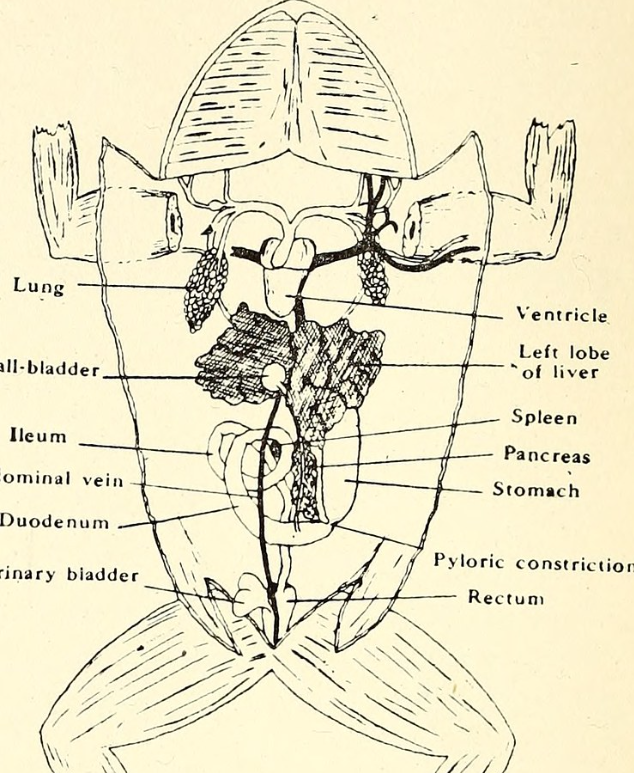 Lung
Ventricle
Left lobe
of liver
all-bladder
Spleen
Ileum
Pancreas
ominal vein
Stomach
Duodenum
Pyloric constriction
rinary bladder
Rectum